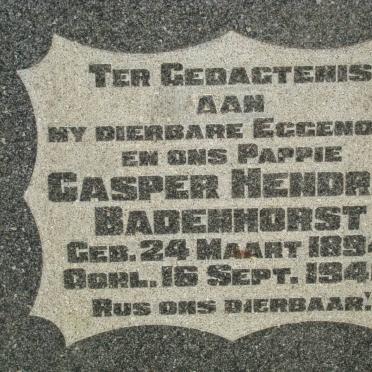 TER GEDAGTENIS
AAN
MY DIERBARE EGGENO
EN ONS PAPPIE
CASPER HENDR
BADENHORST
GEB. 24 MAART 189
OORL. 16 SEPT. 194
RUS ONS DIERBAAR